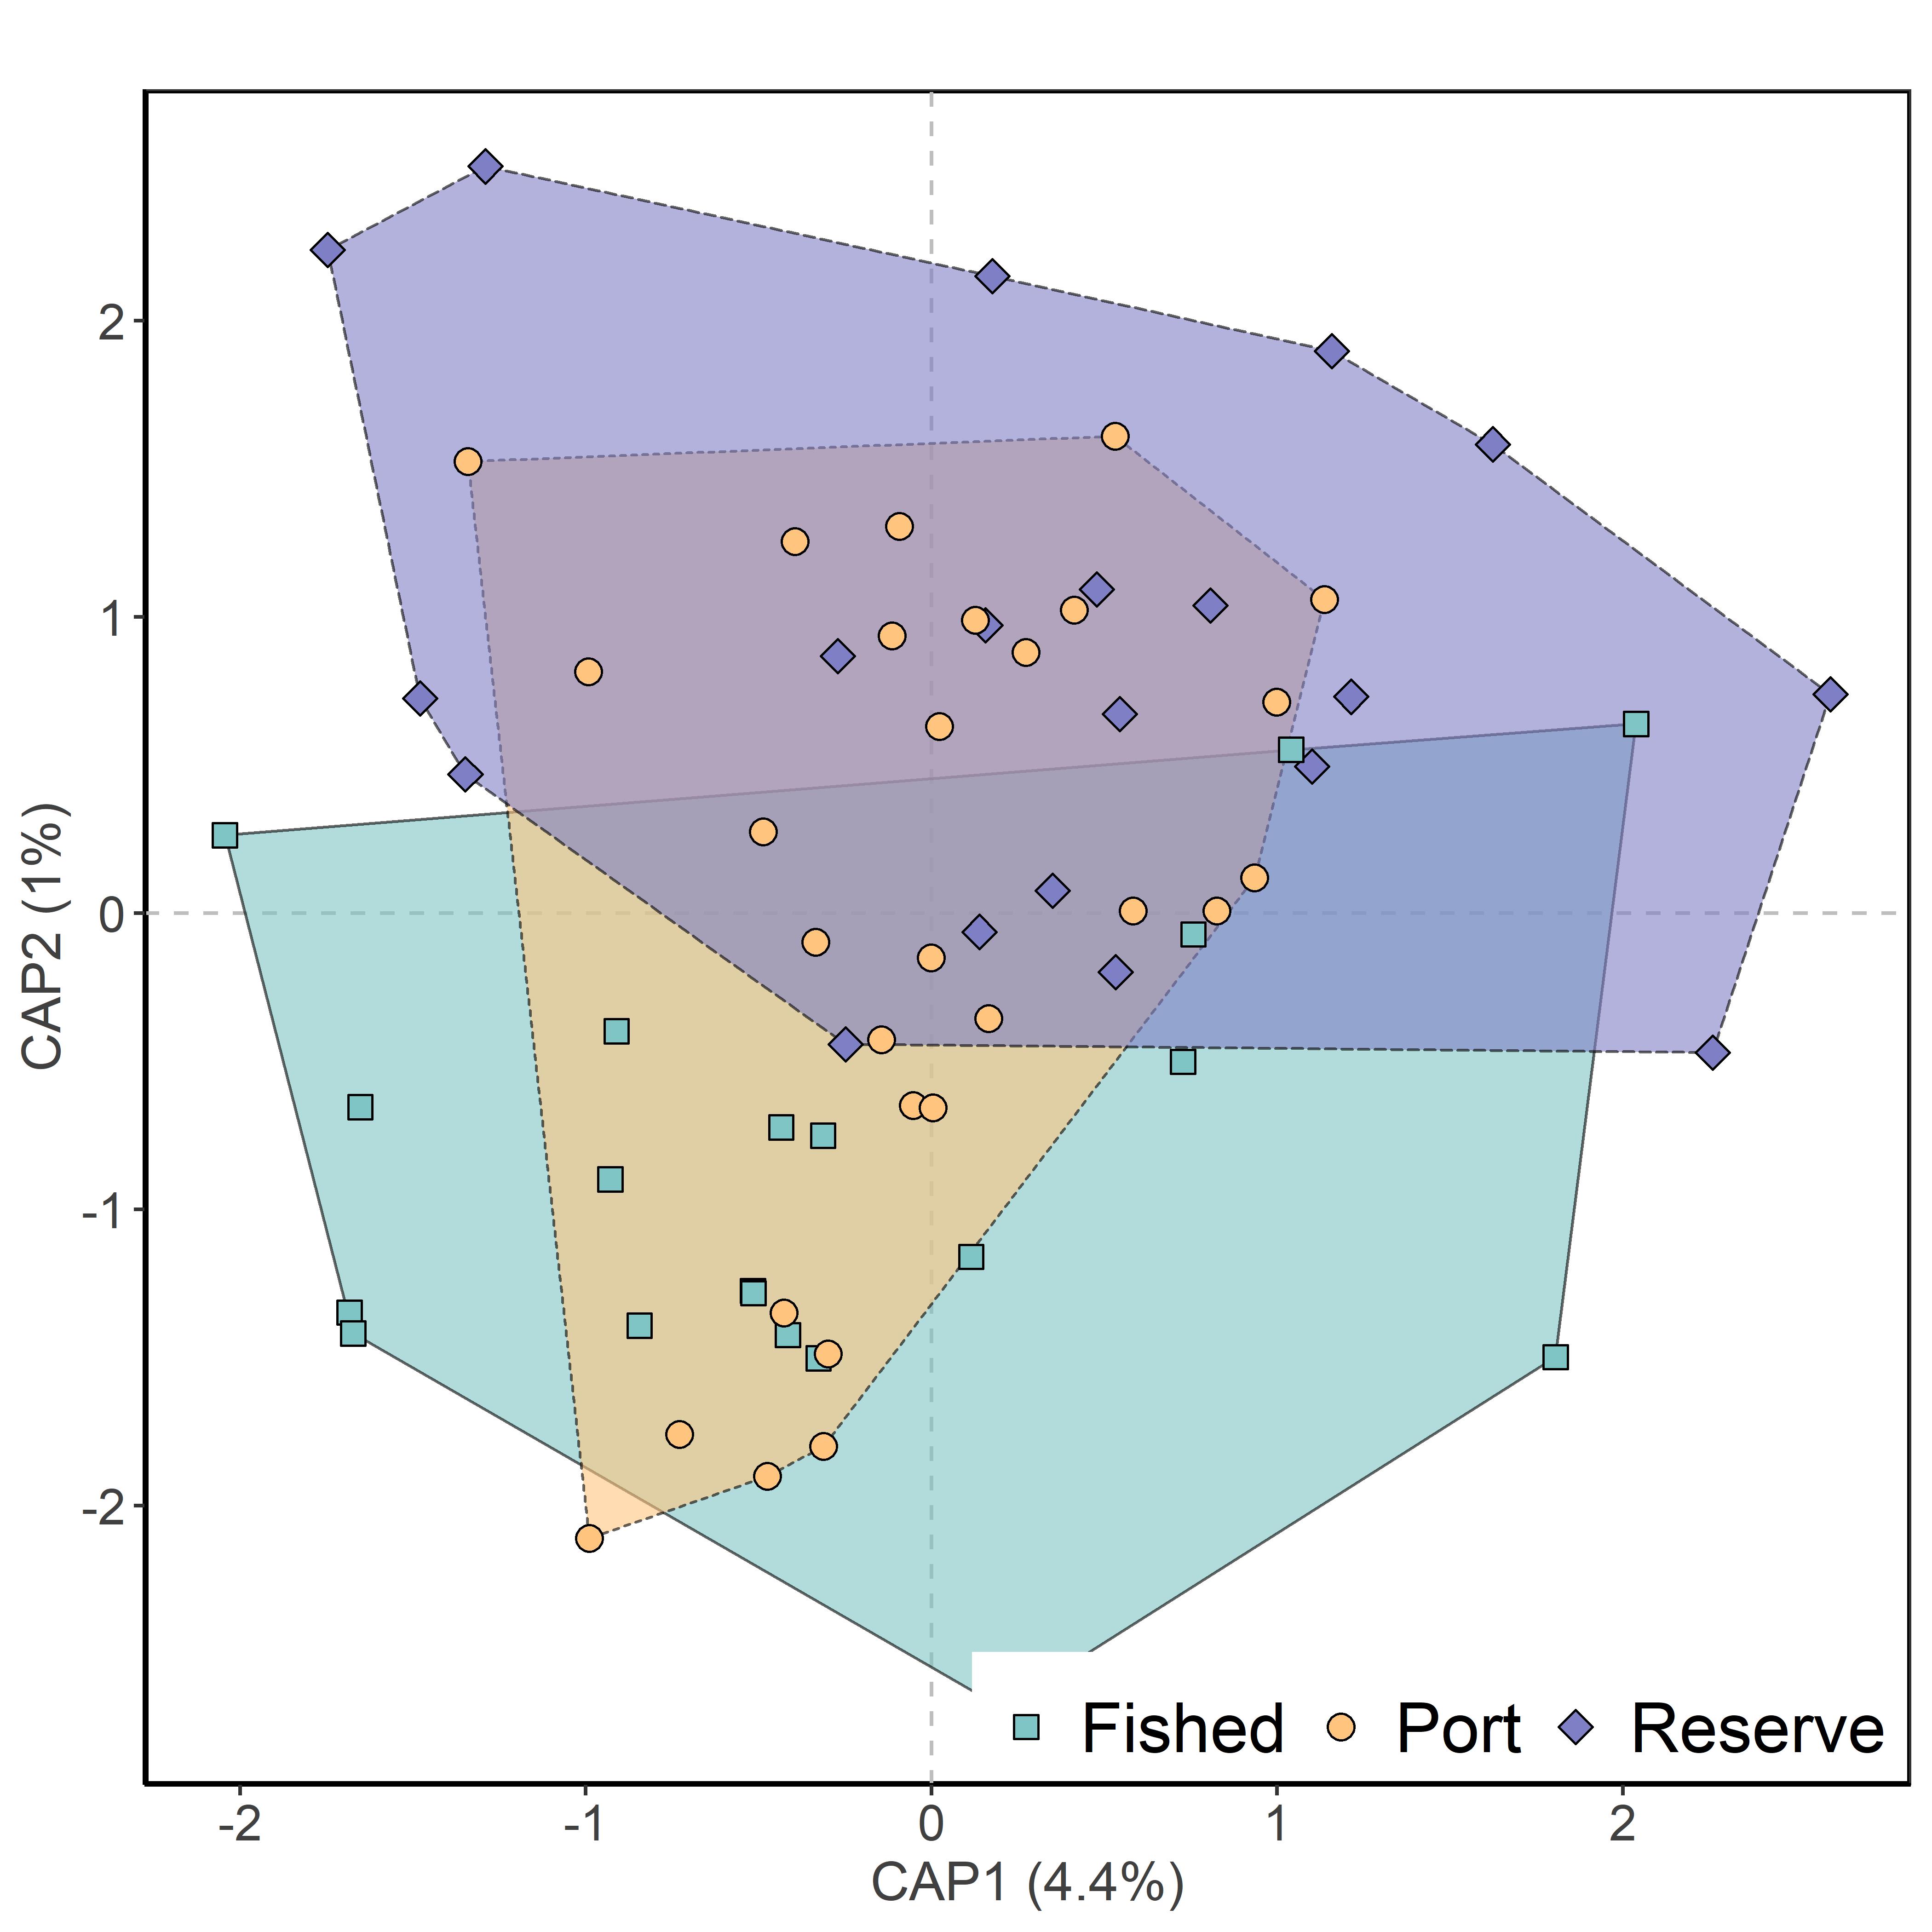 2
1
0
-1
-2
CAP2 (1%)
Fished Port Reserve
-2 -1 0 1 2
CAP1 (4.4%)